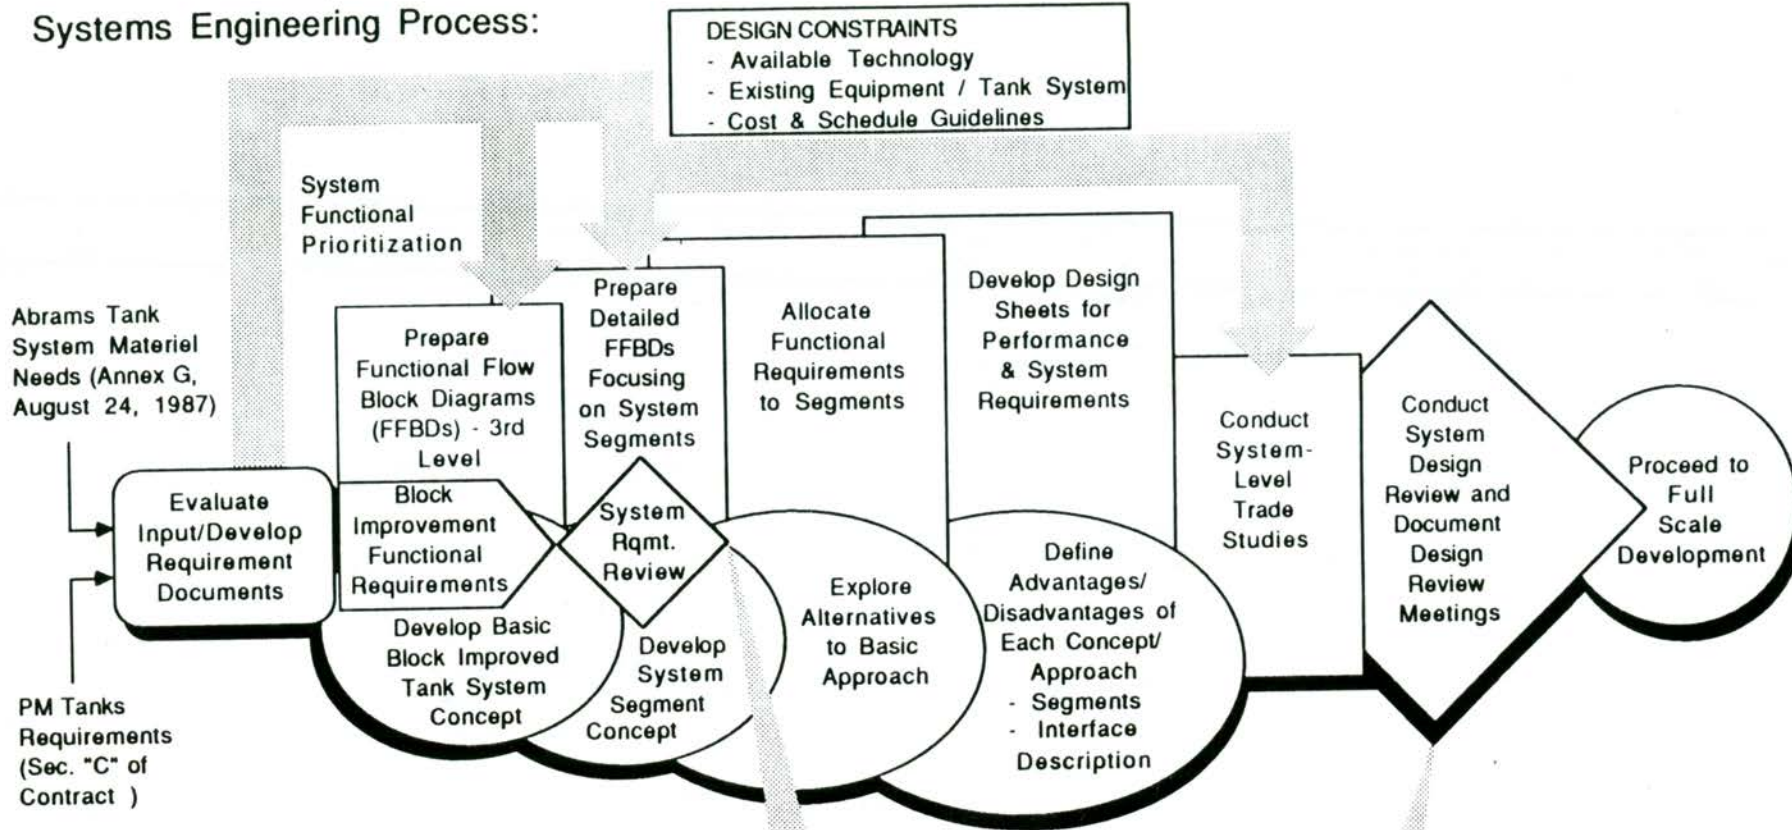 Systems Engineering Process:
DESIGN CONSTRAINTS
- Available Technology
- Existing Equipment / Tank System
- Cost & Schedule Guidelines
System
Functional
Prioritization
Abrams Tank
System Materiel
Needs (Annex G,
August 24, 1987)
PM Tanks
Requirements
(Sec. "C" of
Contract )
Evaluate
Input/Develop
Requirement
Documents
Prepare
Functional Flow
Block Diagrams
(FFBDs) - 3rd
Level
Block
Improvement
Functional
Requirements
Develop Basic
Block Improved
Tank System
Concept
Prepare
Detailed
FFBDs
Focusing
on System
Segments
System
Rqmt.
Review
Develop
System
Segment
Concept
Allocate
Functional
Requirements
to Segments
Explore
Alternatives
to Basic
Approach
Develop Design
Sheets for
Performance
& System
Requirements
Define
Advantages/
Disadvantages of
Each Concept/
Approach
- Segments
- Interface
Description
Conduct
System-
Level
Trade
Studies
Conduct
System
Design
Review and
Document
Design
Review
Meetings
Proceed to
Full
Scale
Development